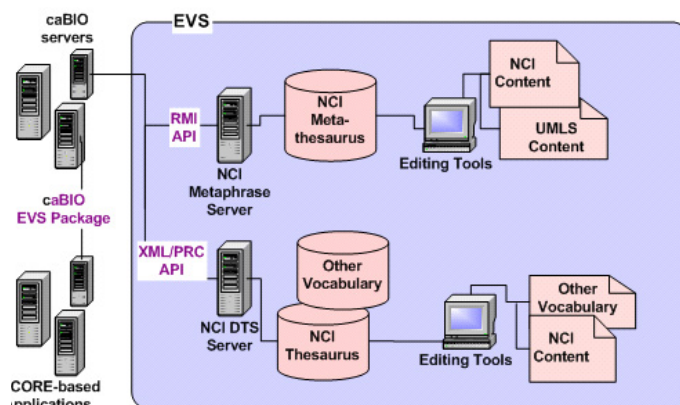 caBIO
servers
EVS
RMI
API
NCI
Metaphrase
Server
NCI
Meta-
thesaurus
Editing Tools
NCI
Content
UMLS
Content
caBIO
EVS Package
XML/PRC
API
NCI DTS
Server
Other
Vocabulary
NCI
Thesaurus
Editing Tools
Other
Vocabulary
NCI
Content
CORE-based
pplications